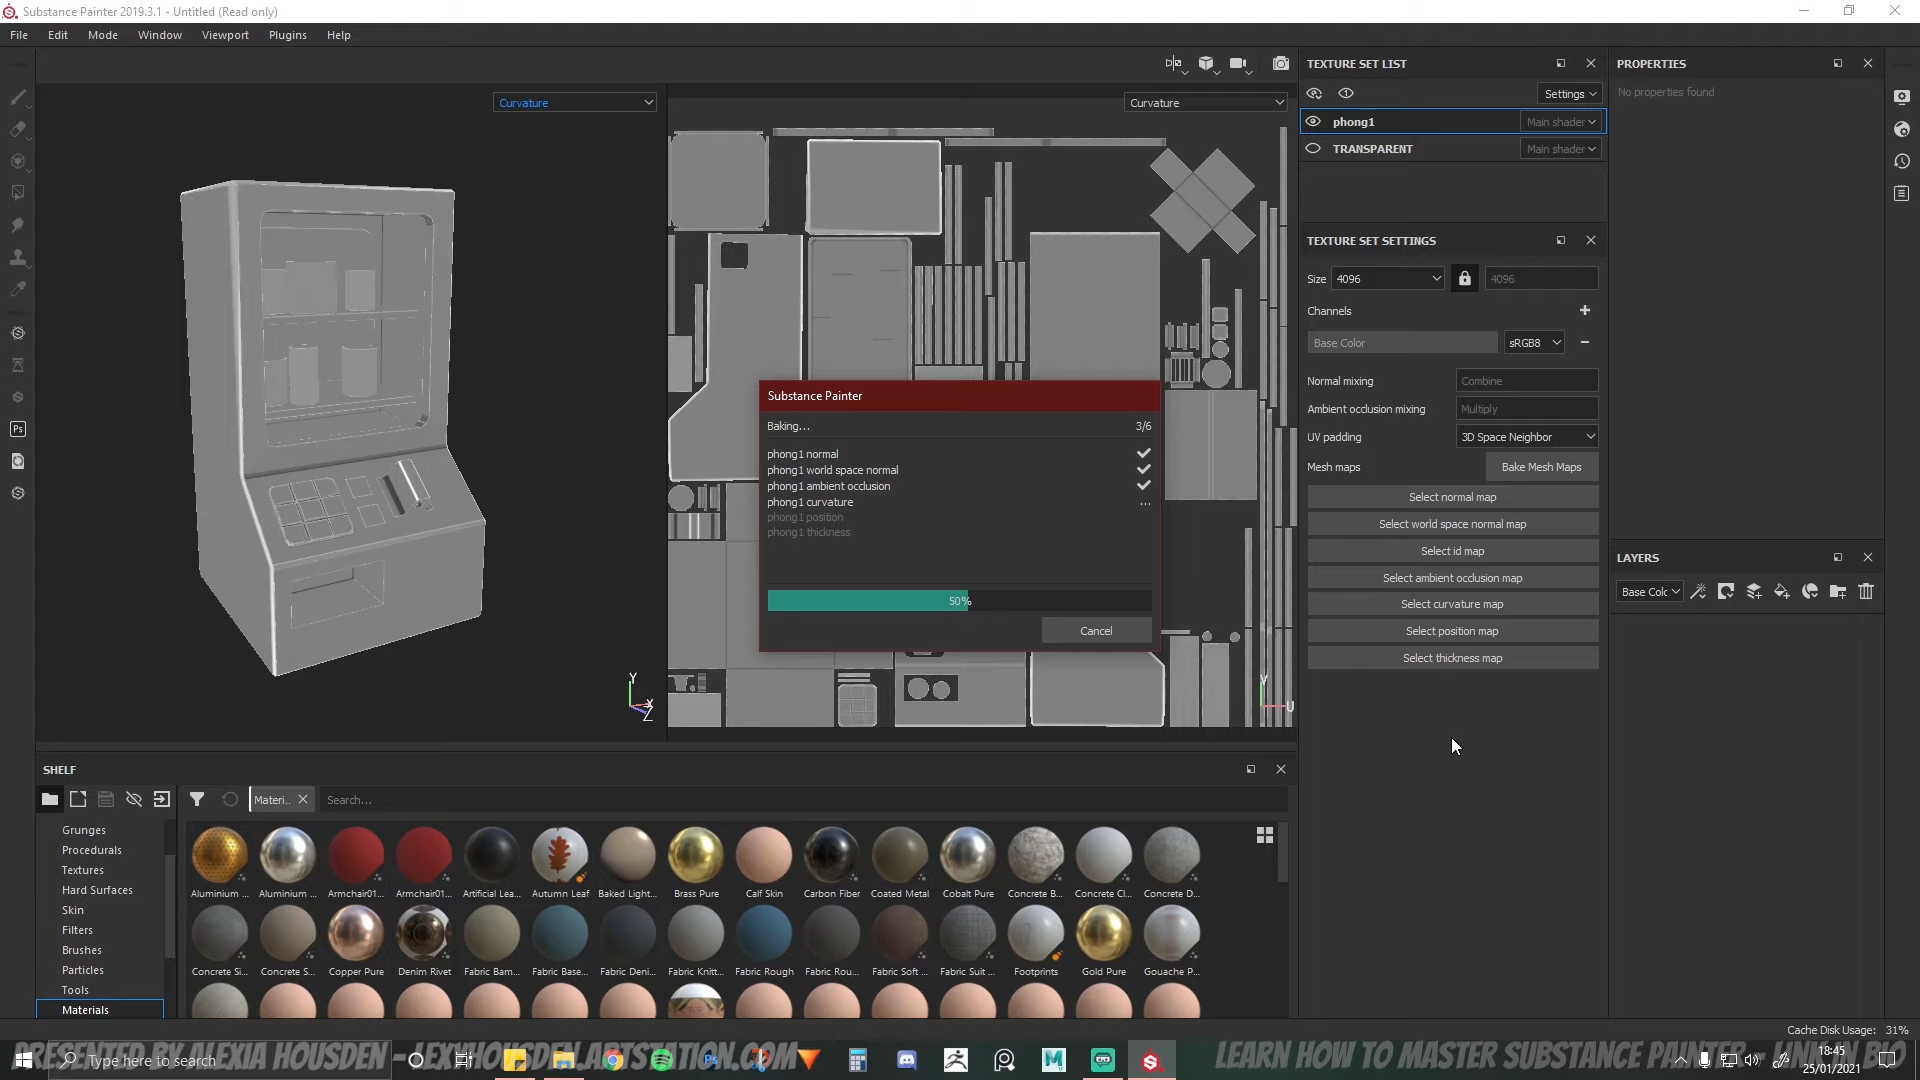 Substance Painter 2019.3.1 - Untitled (Read only)
File Edit Mode Window Viewport Plugins Help
Curvature
Curvature
TEXTURE SET LIST
Settings
phong1 Main shader
TRANSPARENT Main shader
TEXTURE SET SETTINGS
Size 4096 4096
Channels
Base Color sRGB8
Normal mixing Combine
Ambient occlusion mixing Multiply
UV padding 3D Space Neighbor
Mesh maps Bake Mesh Maps
Select normal map
Select world space normal map
Select id map
Select ambient occlusion map
Select curvature map
Select position map
Select thickness map
PROPERTIES
No properties found
LAYERS
Base Colc
Substance Painter
Baking... 3/6
phong1 normal
phong1 world space normal
phong1 ambient occlusion
phong1 curvature ...
phong1 position
phong1 thickness
50%
Cancel
Y
X
Z
V
U
SHELF
Materi... Search...
Grunges
Procedurals
Textures
Hard Surfaces
Skin
Filters
Brushes
Particles
Tools
Materials
Aluminium ... Aluminium ... Armchair01... Armchair01... Artificial Lea... Autumn Leaf Baked Light... Brass Pure Calf Skin Carbon Fiber Coated Metal Cobalt Pure Concrete B... Concrete Cl... Concrete D...
Concrete Si... Concrete S... Copper Pure Denim Rivet Fabric Bam... Fabric Base... Fabric Deni... Fabric Knitt... Fabric Rough Fabric Rou... Fabric Soft ... Fabric Suit ... Footprints Gold Pure Gouache P...
Cache Disk Usage: 31%
Type here to search
PRESENTED BY ALEXIA HOUSDEN - LEXYHOUSDEN.ARTSTATION.COM
LEARN HOW TO MASTER SUBSTANCE PAINTER - LINK IN BIO
Ps
18:45
25/01/2021